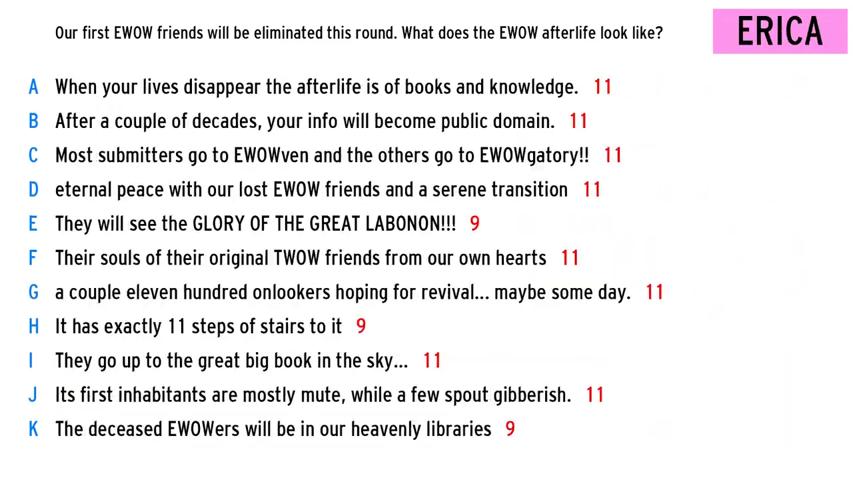 Our first EWOW friends will be eliminated this round. What does the EWOW afterlife look like?
ERICA
A When your lives disappear the afterlife is of books and knowledge. 11
B After a couple of decades, your info will become public domain. 11
C Most submitters go to EWOWven and the others go to EWOWgatory!! 11
D eternal peace with our lost EWOW friends and a serene transition 11
E They will see the GLORY OF THE GREAT LABONON!!! 9
F Their souls of their original TWOW friends from our own hearts 11
G a couple eleven hundred onlookers hoping for revival... maybe some day. 11
H It has exactly 11 steps of stairs to it 9
I They go up to the great big book in the sky... 11
J Its first inhabitants are mostly mute, while a few spout gibberish. 11
K The deceased EWOWers will be in our heavenly libraries 9